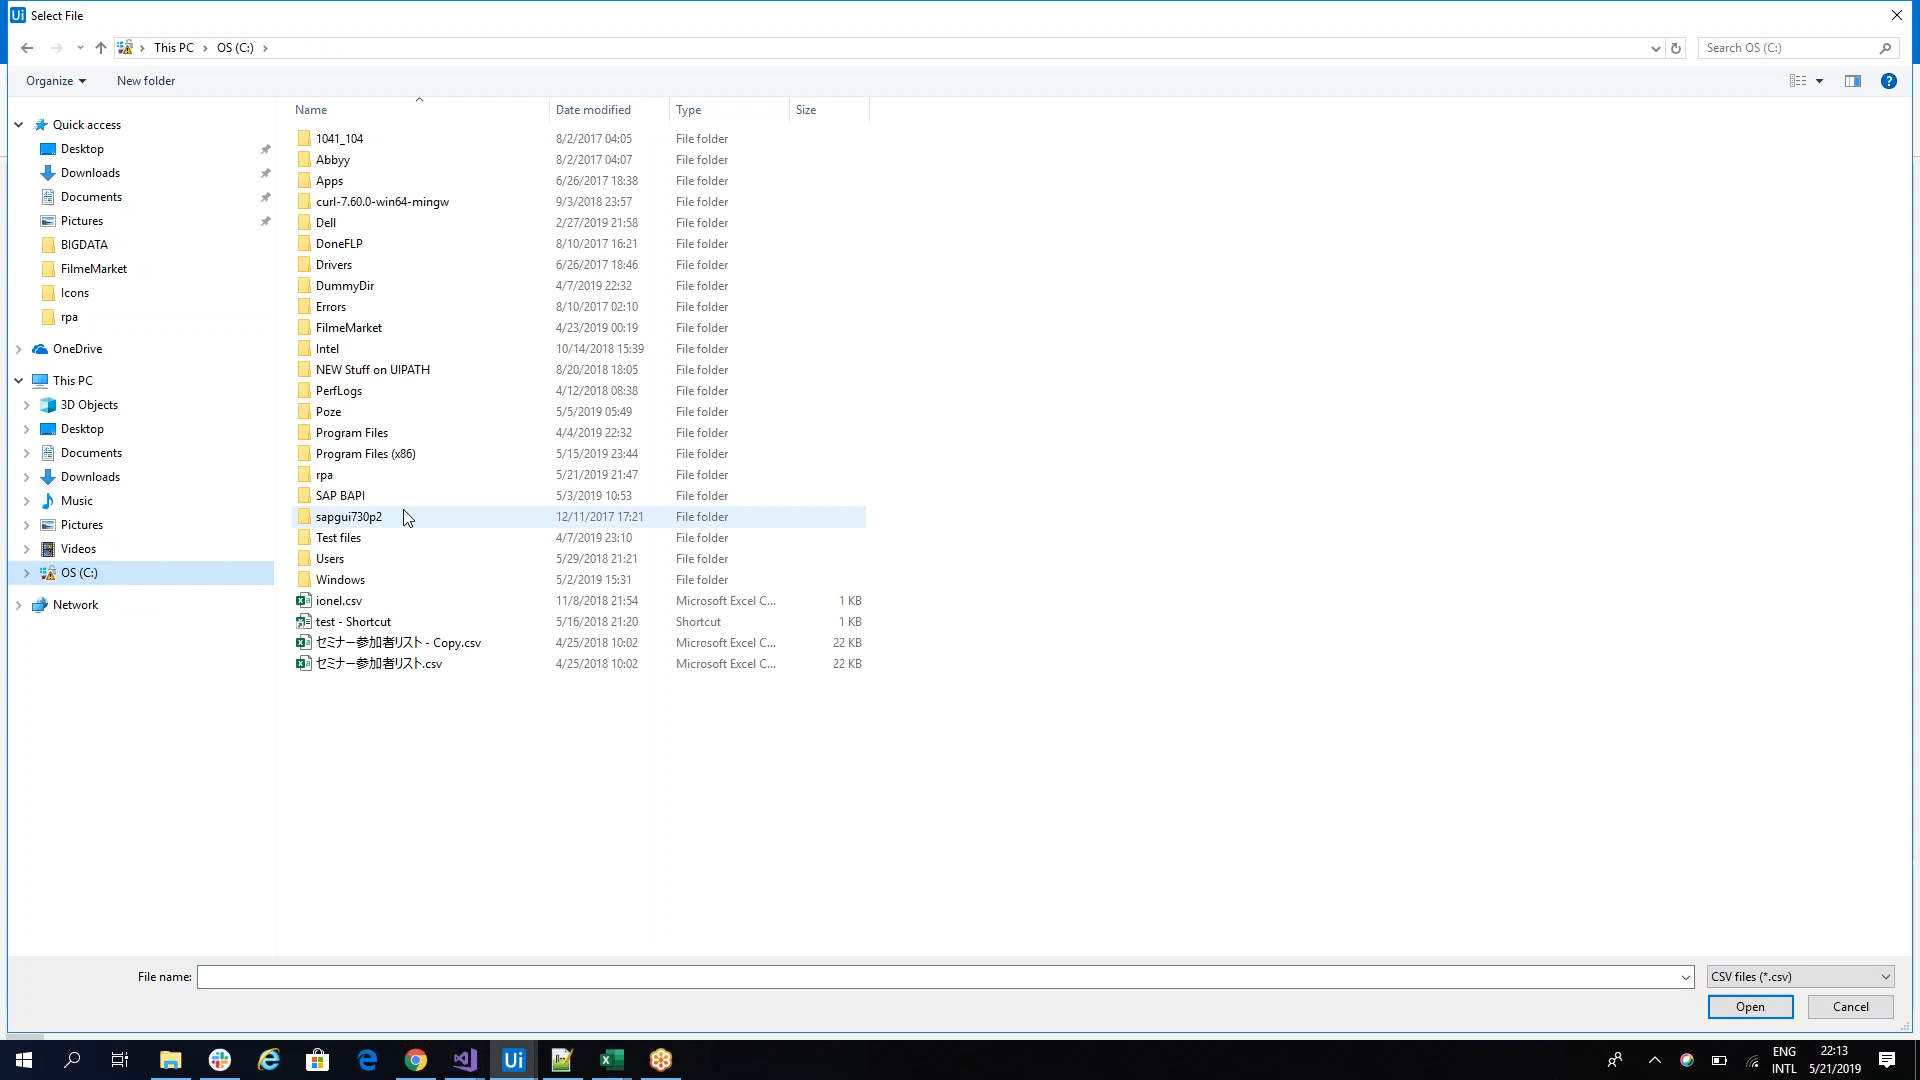 Ui Select File
This PC OS (C:) Search OS (C:)
Organize New folder ?
Name Date modified Type Size
Quick access
Desktop
Downloads
Documents
Pictures
BIGDATA
FilmeMarket
Icons
rpa
OneDrive
This PC
3D Objects
Desktop
Documents
Downloads
Music
Pictures
Videos
OS (C:)
Network
1041_104 8/2/2017 04:05 File folder
Abbyy 8/2/2017 04:07 File folder
Apps 6/26/2017 18:38 File folder
curl-7.60.0-win64-mingw 9/3/2018 23:57 File folder
Dell 2/27/2019 21:58 File folder
DoneFLP 8/10/2017 16:21 File folder
Drivers 6/26/2017 18:46 File folder
DummyDir 4/7/2019 22:32 File folder
Errors 8/10/2017 02:10 File folder
FilmeMarket 4/23/2019 00:19 File folder
Intel 10/14/2018 15:39 File folder
NEW Stuff on UIPATH 8/20/2018 18:05 File folder
PerfLogs 4/12/2018 08:38 File folder
Poze 5/5/2019 05:49 File folder
Program Files 4/4/2019 22:32 File folder
Program Files (x86) 5/15/2019 23:44 File folder
rpa 5/21/2019 21:47 File folder
SAP BAPI 5/3/2019 10:53 File folder
sapgui730p2 12/11/2017 17:21 File folder
Test files 4/7/2019 23:10 File folder
Users 5/29/2018 21:21 File folder
Windows 5/2/2019 15:31 File folder
ionel.csv 11/8/2018 21:54 Microsoft Excel C... 1 KB
test - Shortcut 5/16/2018 21:20 Shortcut 1 KB
セミナー参加者リスト - Copy.csv 4/25/2018 10:02 Microsoft Excel C... 22 KB
セミナー参加者リスト.csv 4/25/2018 10:02 Microsoft Excel C... 22 KB
File name: CSV files (*.csv)
Open Cancel
Ui
ENG 22:13
INTL 5/21/2019